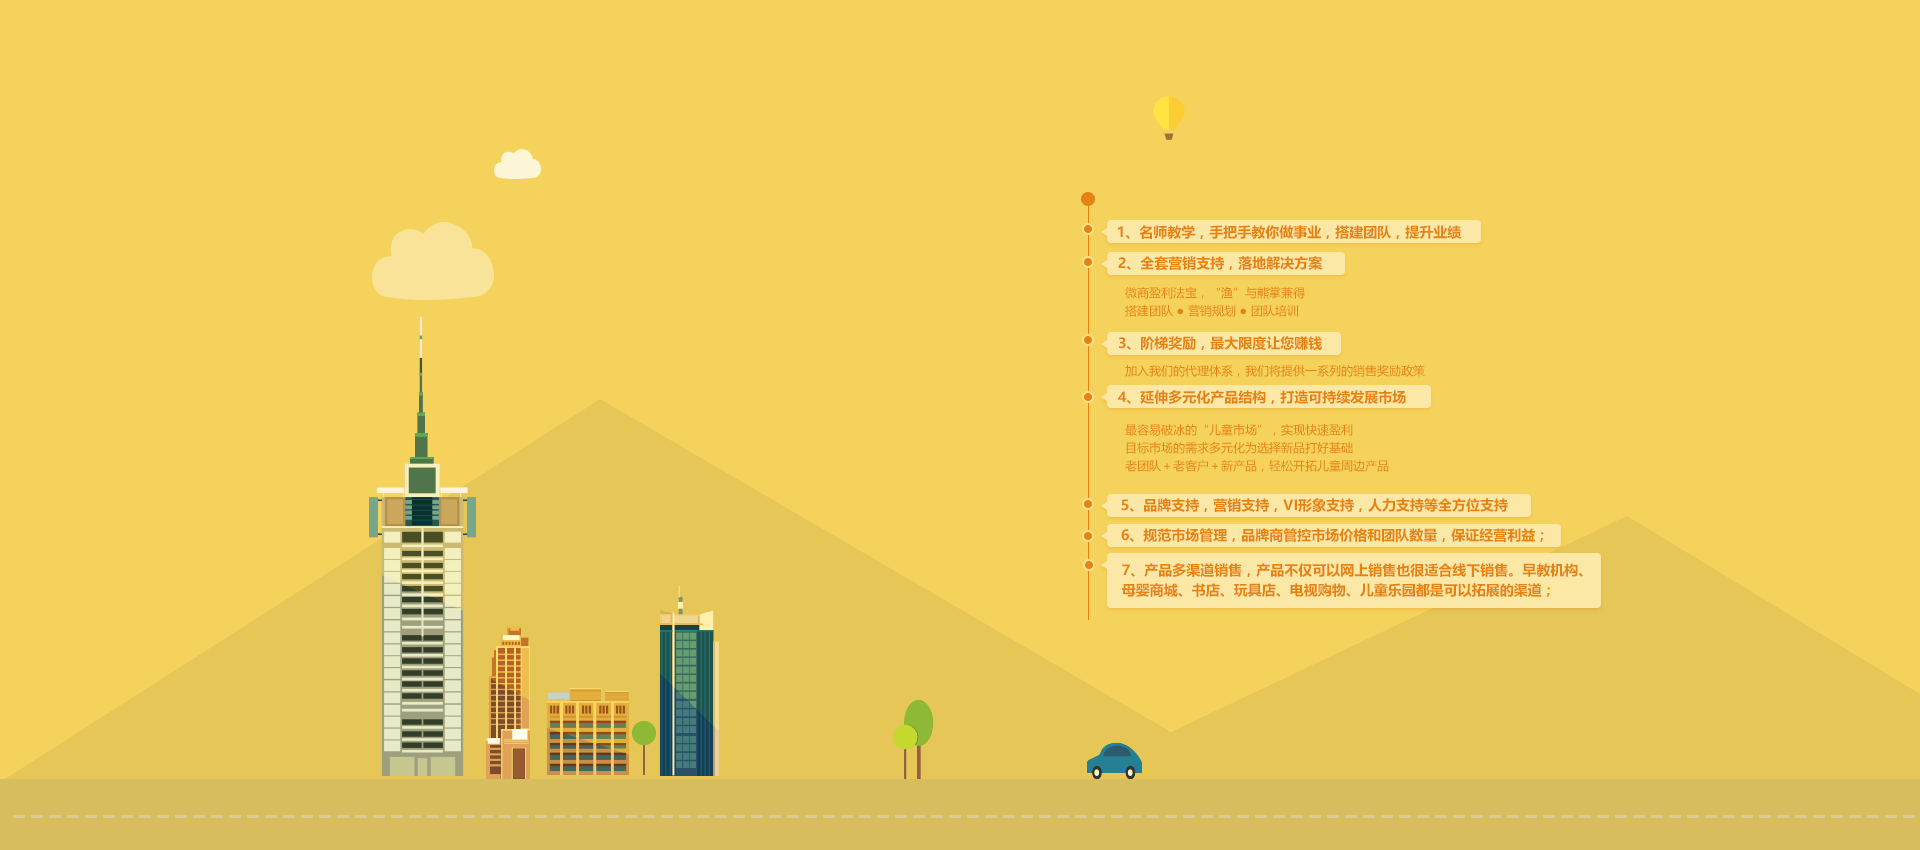 1、名师教学，手把手教你做事业，搭建团队，提升业绩
2、全套营销支持，落地解决方案
微商盈利法宝，“渔”与熊掌兼得
搭建团队 ● 营销规划 ● 团队培训
3、阶梯奖励，最大限度让您赚钱
加入我们的代理体系，我们将提供一系列的销售奖励政策
4、延伸多元化产品结构，打造可持续发展市场
最容易破冰的“儿童市场”，实现快速盈利
目标市场的需求多元化为选择新品打好基础
老团队＋老客户＋新产品，轻松开拓儿童周边产品
5、品牌支持，营销支持，VI形象支持，人力支持等全方位支持
6、规范市场管理，品牌商管控市场价格和团队数量，保证经营利益；
7、产品多渠道销售，产品不仅可以网上销售也很适合线下销售。早教机构、
母婴商城、书店、玩具店、电视购物、儿童乐园都是可以拓展的渠道；